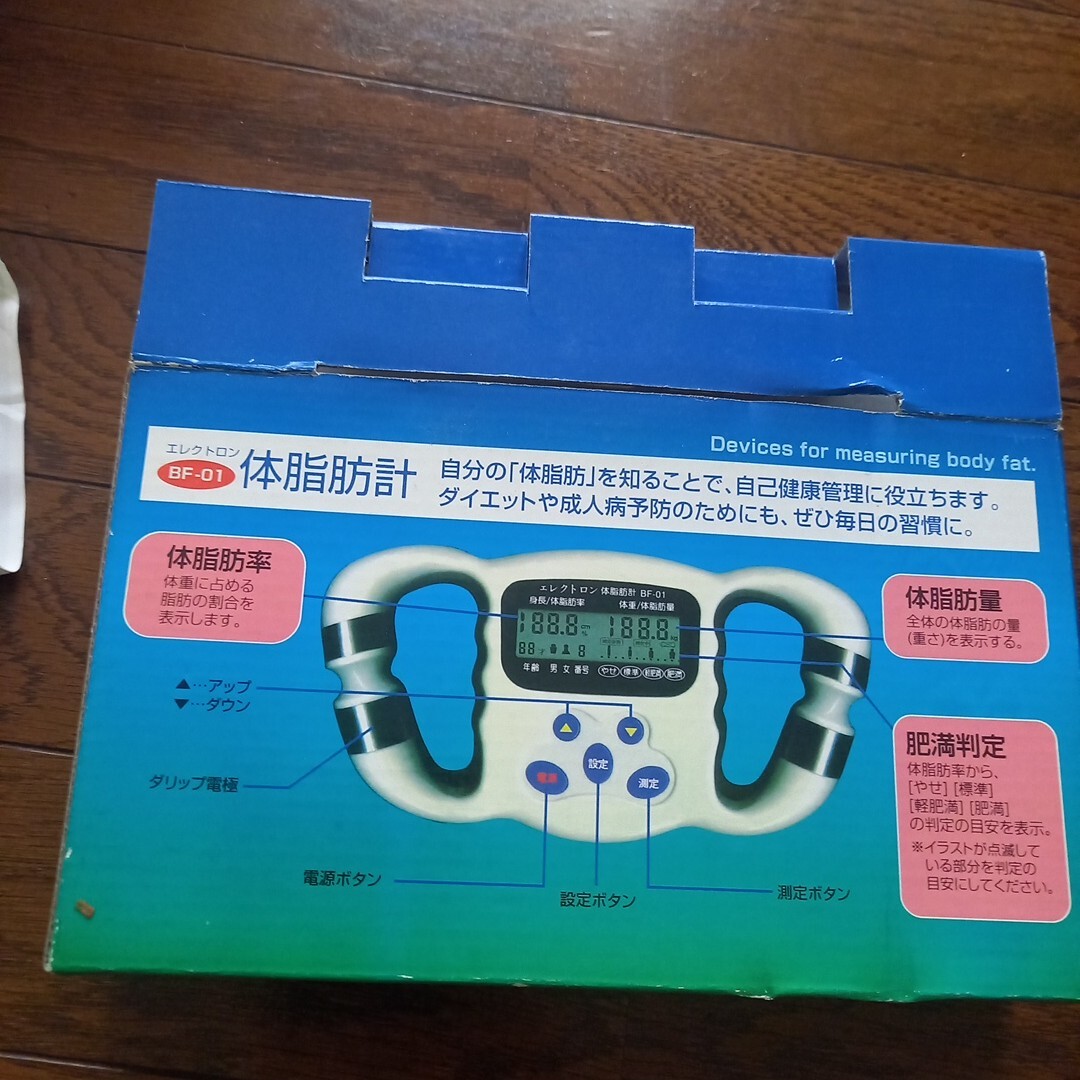 Devices for measuring body fat.
エレクトロン
BF-01
体脂肪計
自分の「体脂肪」を知ることで、自己健康管理に役立ちます。
ダイエットや成人病予防のためにも、ぜひ毎日の習慣に。
体脂肪率
体重に占める
脂肪の割合を
表示します。
エレクトロン 体脂肪計 BF-01
身長/体脂肪率 体重/体脂肪量
188.8 cm % 188.8 kg
88 才 8
年齢 男 女 番号 やせ 標準 軽肥満 肥満
体脂肪量
全体の体脂肪の量
(重さ)を表示する。
▲…アップ
▼…ダウン
ダリップ電極
▲ ▼
電源 設定 測定
肥満判定
体脂肪率から、
[やせ] [標準]
[軽肥満] [肥満]
の判定の目安を表示。
※イラストが点滅して
いる部分を判定の
目安にしてください。
電源ボタン
設定ボタン
測定ボタン